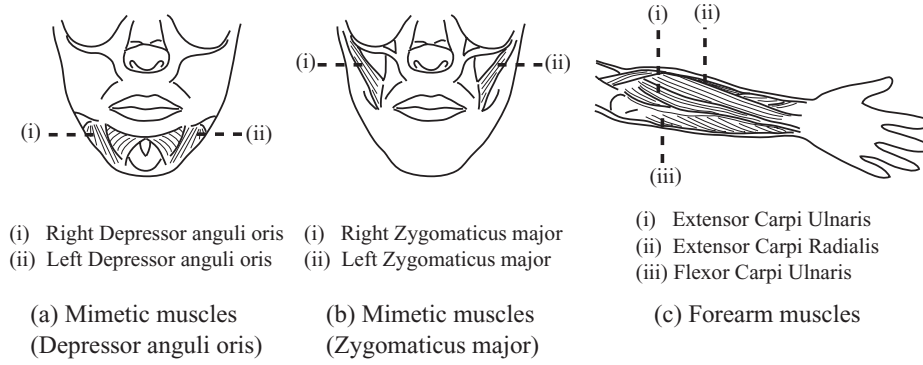 (i)
(ii)
(i)
(ii)
(i)
(ii)
(iii)
(i) Right Depressor anguli oris
(ii) Left Depressor anguli oris
(i) Right Zygomaticus major
(ii) Left Zygomaticus major
(i) Extensor Carpi Ulnaris
(ii) Extensor Carpi Radialis
(iii) Flexor Carpi Ulnaris
(a) Mimetic muscles
(Depressor anguli oris)
(b) Mimetic muscles
(Zygomaticus major)
(c) Forearm muscles